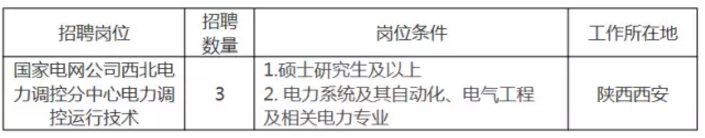 招聘岗位 招聘数量 岗位条件 工作所在地
国家电网公司西北电
力调控分中心电力调
控运行技术
3
1.硕士研究生及以上
2. 电力系统及其自动化、电气工程
及相关电力专业
陕西西安